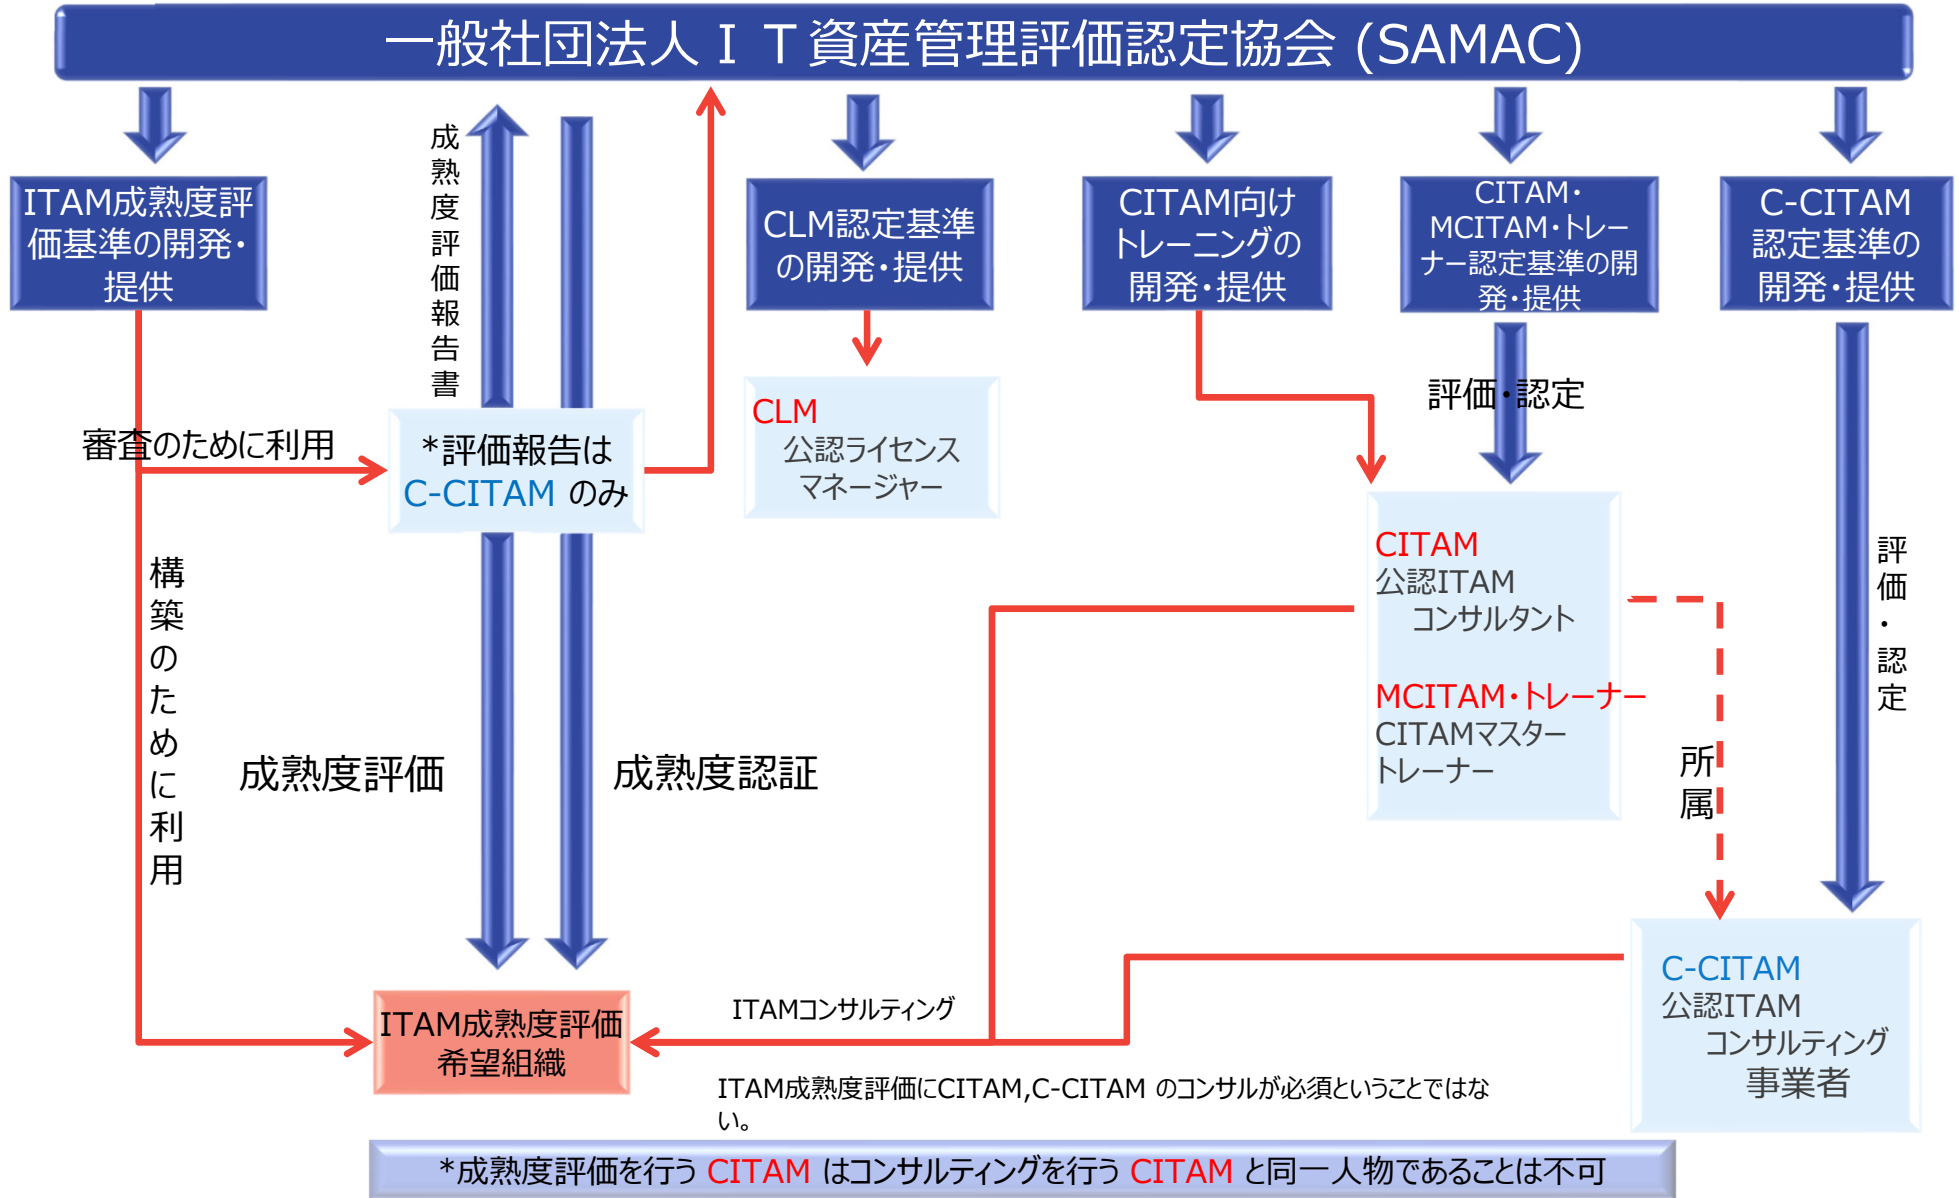 一般社団法人ＩＴ資産管理評価認定協会 (SAMAC)
ITAM成熟度評
価基準の開発・
提供
成熟度評価報告書
CLM認定基準
の開発・提供
CITAM向け
トレーニングの
開発・提供
CITAM・
MCITAM・トレー
ナー認定基準の開
発・提供
C-CITAM
認定基準の
開発・提供
審査のために利用
*評価報告は
C-CITAM のみ
CLM
公認ライセンス
マネージャー
評価・認定
構築のために利用
成熟度評価
成熟度認証
CITAM
公認ITAM
コンサルタント
MCITAM・トレーナー
CITAMマスター
トレーナー
評価・認定
所属
C-CITAM
公認ITAM
コンサルティング
事業者
ITAM成熟度評価
希望組織
ITAMコンサルティング
ITAM成熟度評価にCITAM,C-CITAM のコンサルが必須ということではな
い。
*成熟度評価を行う CITAM はコンサルティングを行う CITAM と同一人物であることは不可